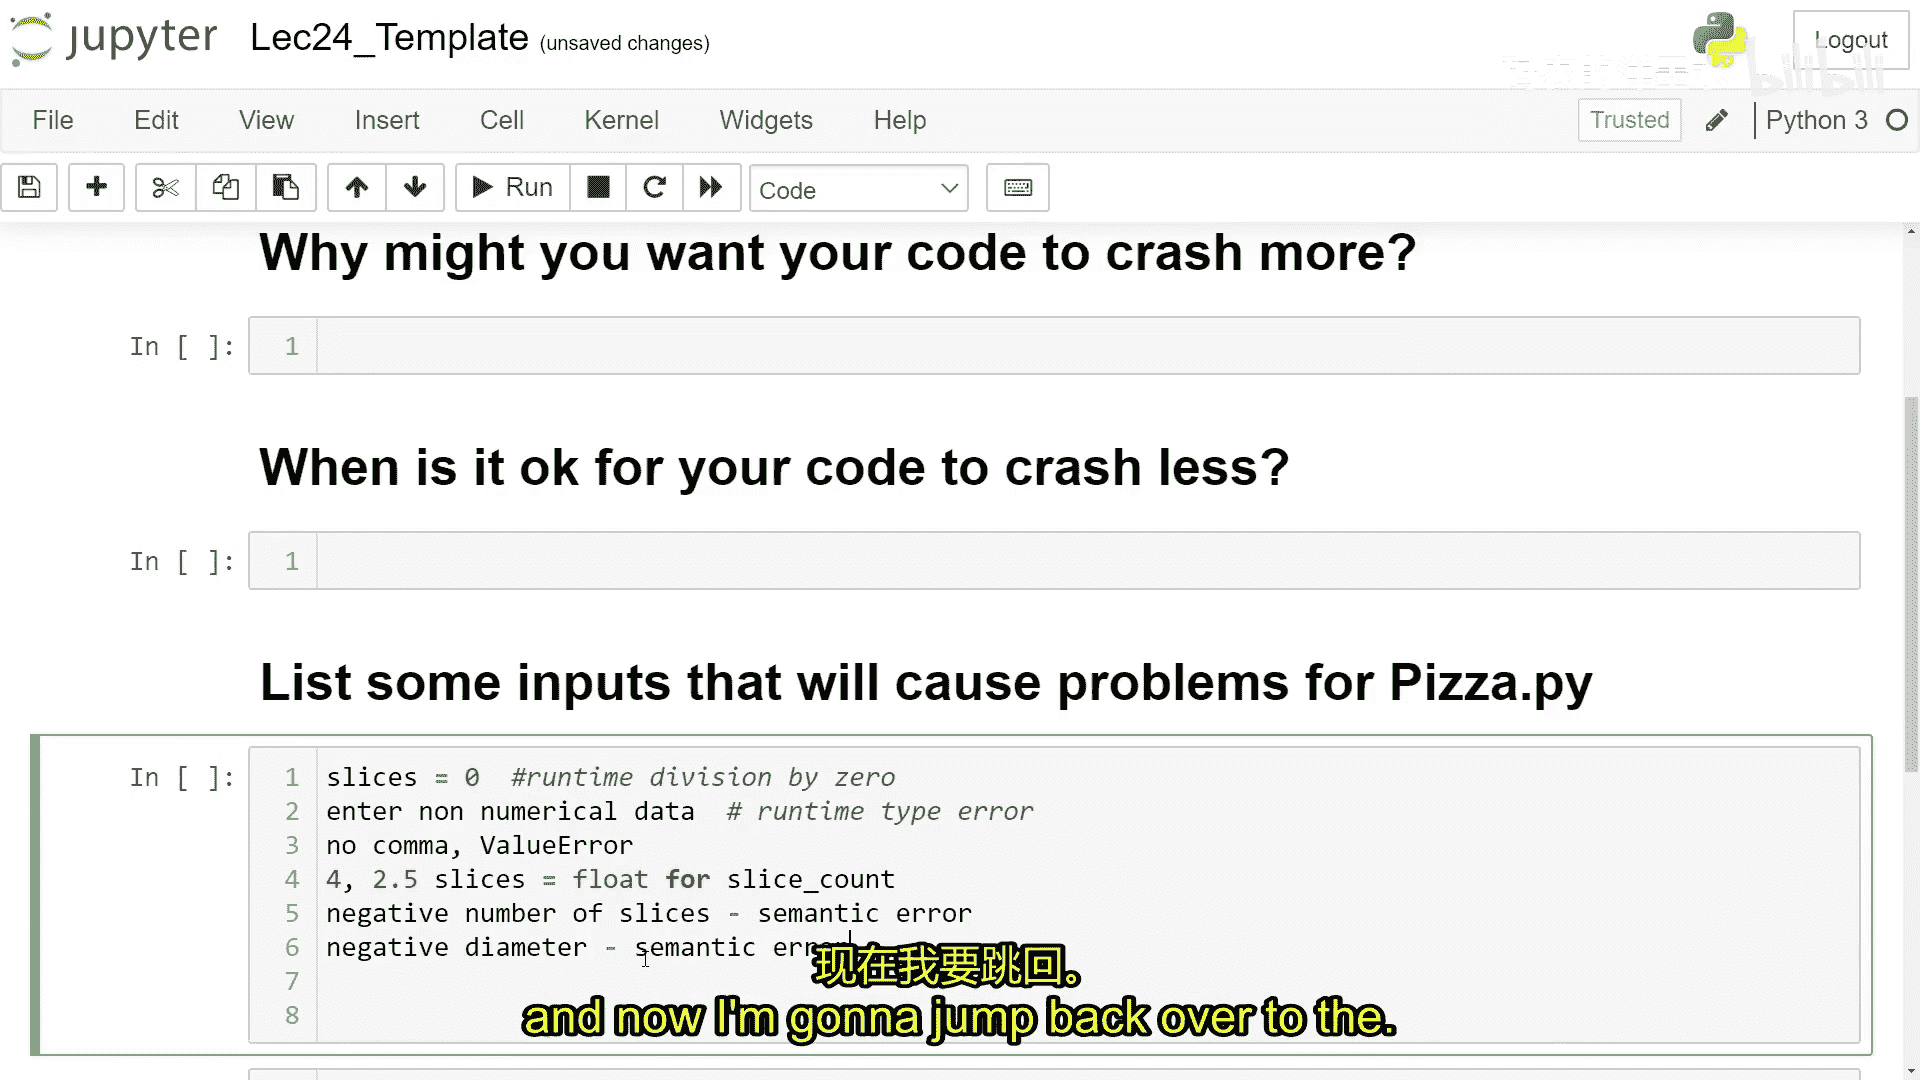 jupyter Lec24_Template (unsaved changes)
Logout
bilibili
File Edit View Insert Cell Kernel Widgets Help
Trusted Python 3
Run Code
Why might you want your code to crash more?
In [ ]: 1
When is it ok for your code to crash less?
In [ ]: 1
List some inputs that will cause problems for Pizza.py
In [ ]: 1 slices = 0 #runtime division by zero
2 enter non numerical data # runtime type error
3 no comma, ValueError
4 4, 2.5 slices = float for slice_count
5 negative number of slices - semantic error
6 negative diameter - semantic error
7
8
现在我要跳回。
and now I'm gonna jump back over to the.